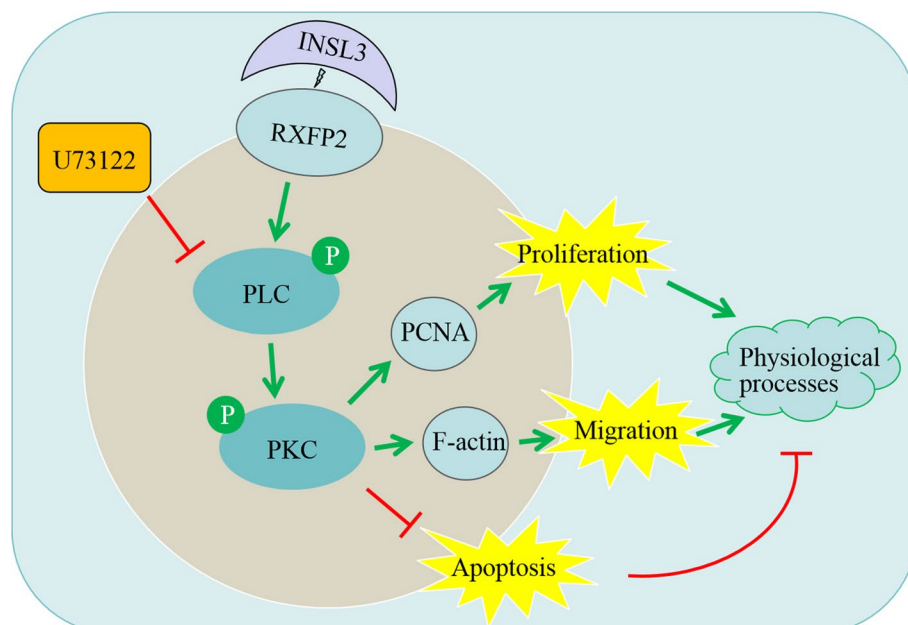 INSL3
RXFP2
U73122
P
PLC
Proliferation
PCNA
Physiological
processes
P
PKC
F-actin
Migration
Apoptosis